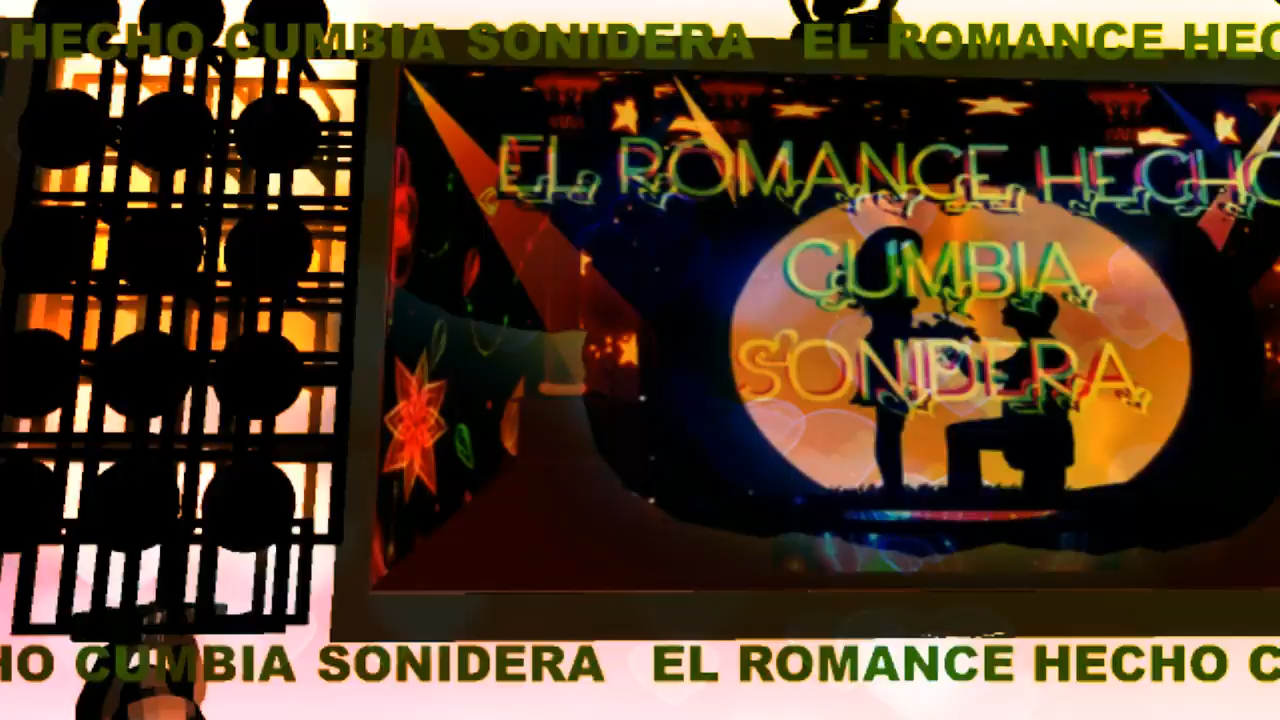 HECHO CUMBIA SONIDERA EL ROMANCE HEC
EL ROMANCE HECHO
CUMBIA
SONIDERA
HO CUMBIA SONIDERA EL ROMANCE HECHO C